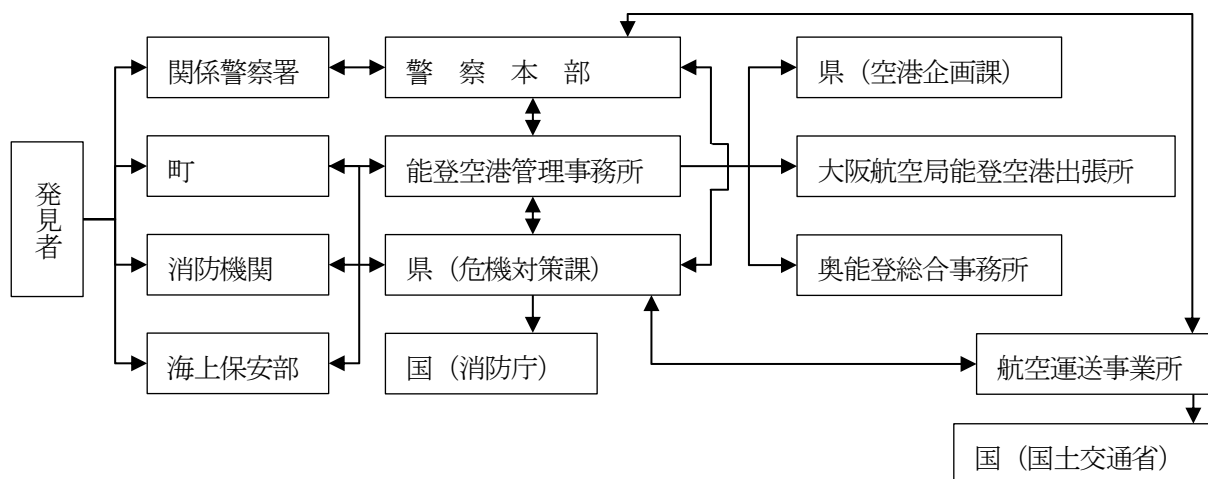 発見者
関係警察署
町
消防機関
海上保安部
警察本部
能登空港管理事務所
県（危機対策課）
国（消防庁）
県（空港企画課）
大阪航空局能登空港出張所
奥能登総合事務所
航空運送事業所
国（国土交通省）